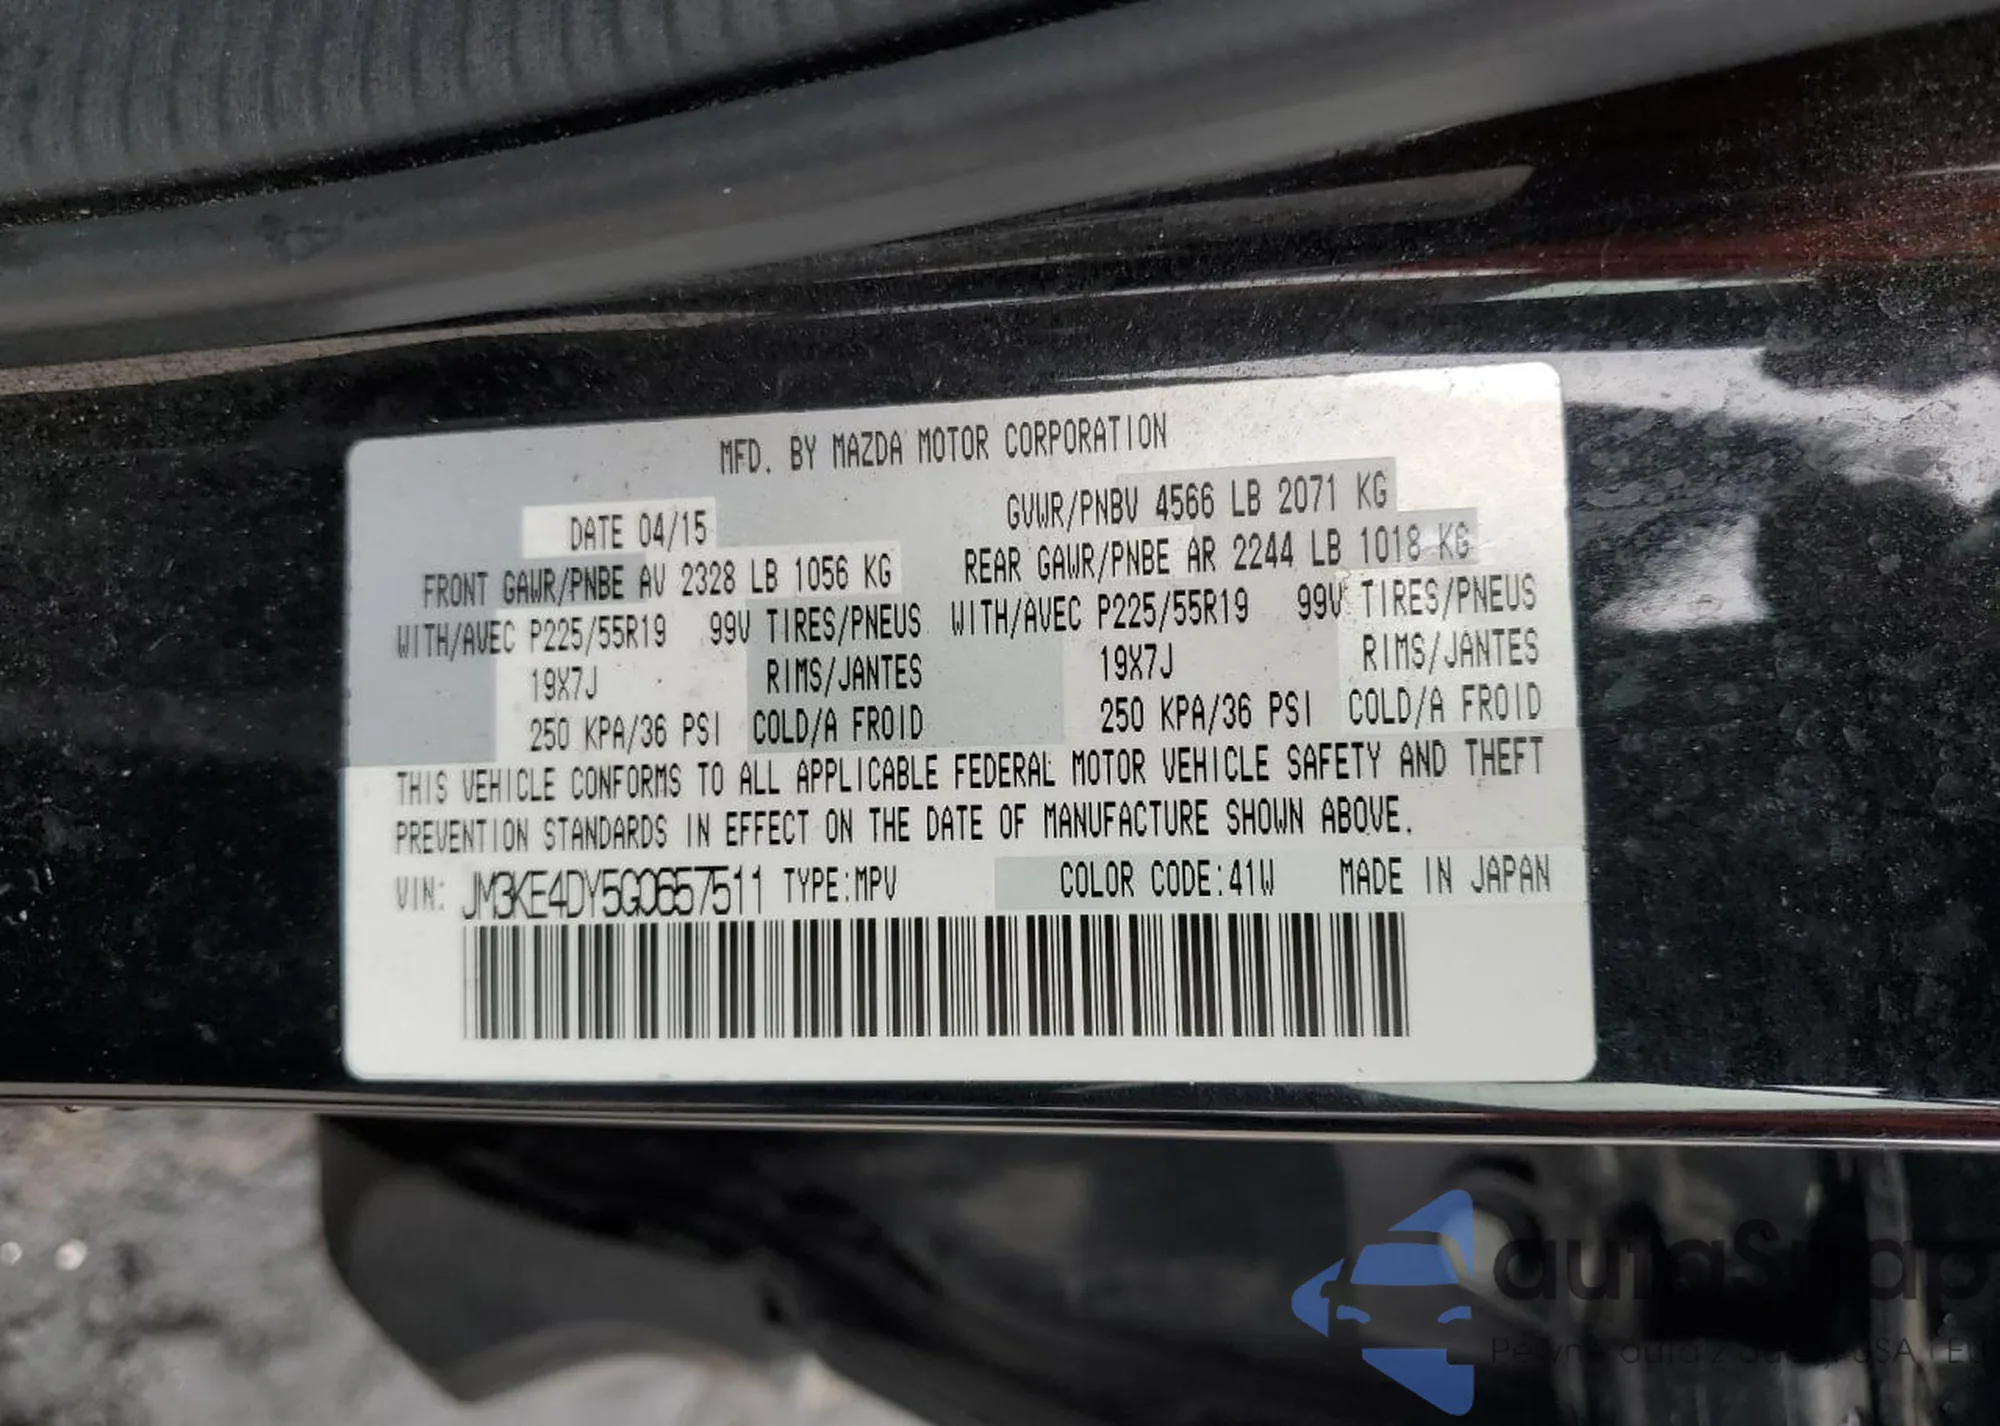 MFD. BY MAZDA MOTOR CORPORATION
DATE 04/15 GVWR/PNBV 4566 LB 2071 KG
FRONT GAWR/PNBE AV 2328 LB 1056 KG REAR GAWR/PNBE AR 2244 LB 1018 KG
WITH/AVEC P225/55R19 99V TIRES/PNEUS WITH/AVEC P225/55R19 99V TIRES/PNEUS
19X7J RIMS/JANTES 19X7J RIMS/JANTES
250 KPA/36 PSI COLD/A FROID 250 KPA/36 PSI COLD/A FROID
THIS VEHICLE CONFORMS TO ALL APPLICABLE FEDERAL MOTOR VEHICLE SAFETY AND THEFT
PREVENTION STANDARDS IN EFFECT ON THE DATE OF MANUFACTURE SHOWN ABOVE.
VIN: JM3KE4DY5G0657511 TYPE:MPV COLOR CODE:41W MADE IN JAPAN
autaSwap
auta z USA i EU